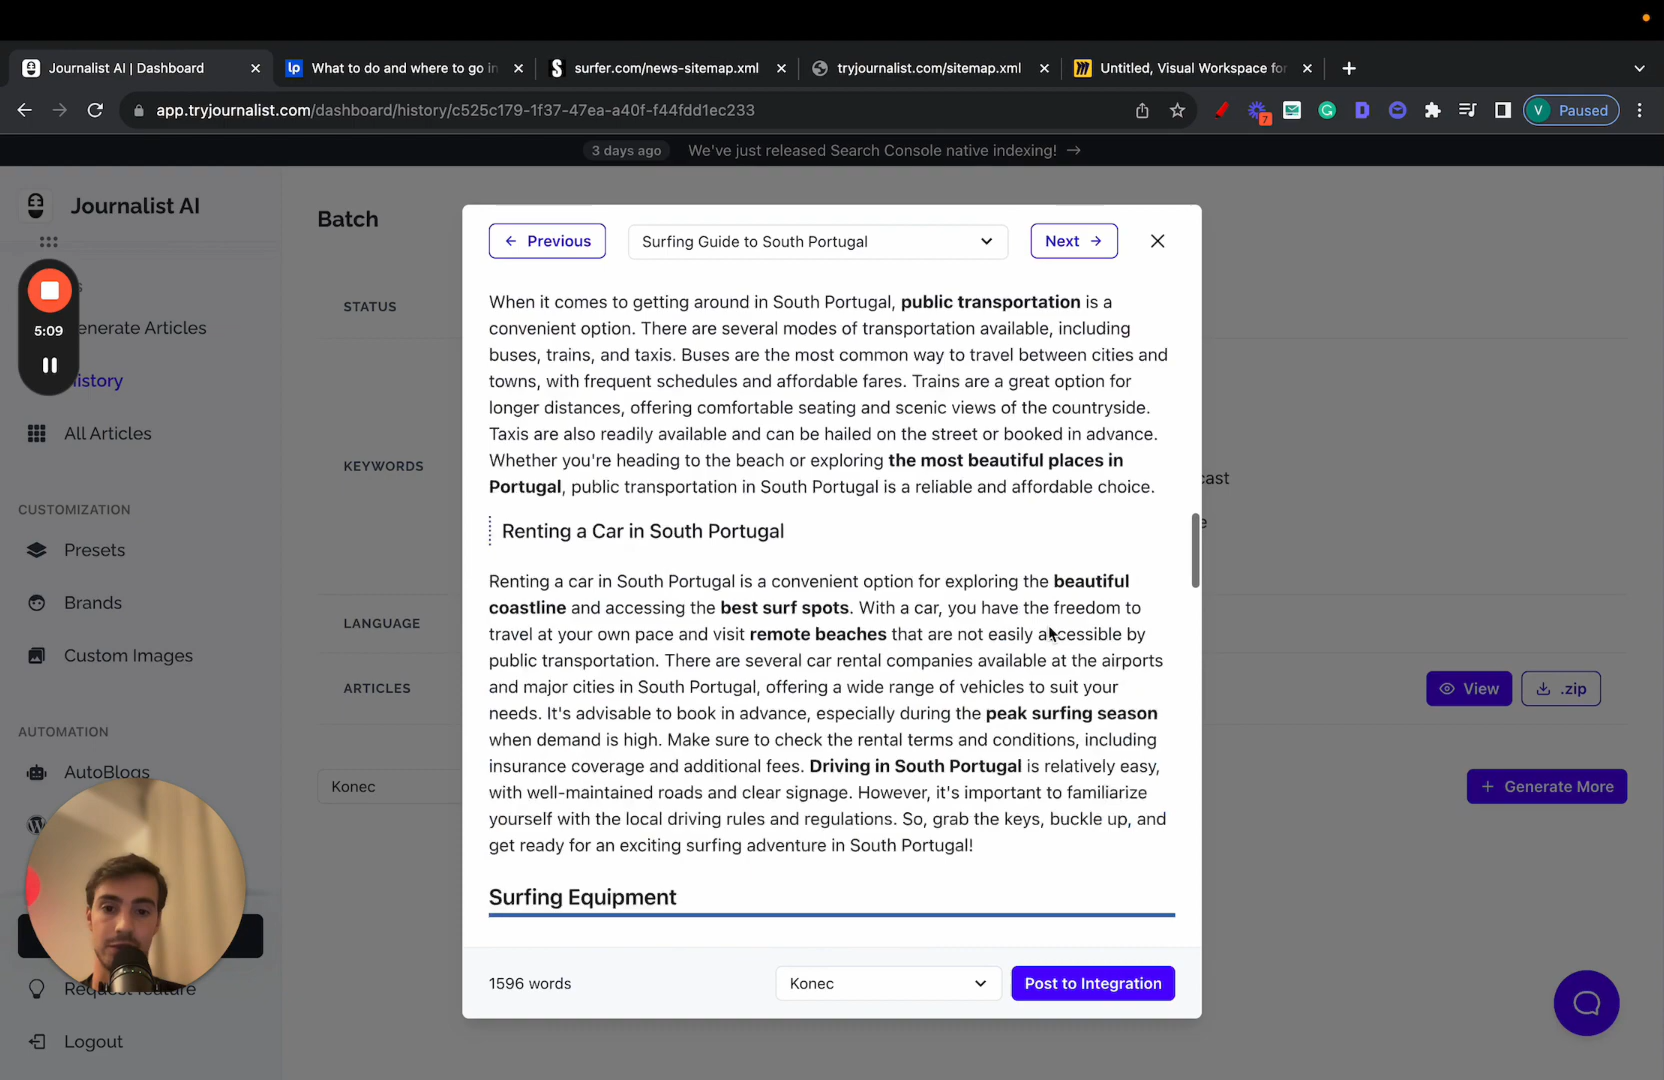 Journalist AI | Dashboard
What to do and where to go in
surfer.com/news-sitemap.xml
tryjournalist.com/sitemap.xml
Untitled, Visual Workspace for
app.tryjournalist.com/dashboard/history/c525c179-1f37-47ea-a40f-f44fdd1ec233
7
V Paused
3 days ago We've just released Search Console native indexing! →
Journalist AI
5:09
enerate Articles
istory
All Articles
CUSTOMIZATION
Presets
Brands
Custom Images
AUTOMATION
AutoBlogs
Request feature
Logout
Batch
STATUS
KEYWORDS
cast
e
LANGUAGE
ARTICLES
View
.zip
Konec
+ Generate More
← Previous
Surfing Guide to South Portugal
Next →
When it comes to getting around in South Portugal, public transportation is a
convenient option. There are several modes of transportation available, including
buses, trains, and taxis. Buses are the most common way to travel between cities and
towns, with frequent schedules and affordable fares. Trains are a great option for
longer distances, offering comfortable seating and scenic views of the countryside.
Taxis are also readily available and can be hailed on the street or booked in advance.
Whether you're heading to the beach or exploring the most beautiful places in
Portugal, public transportation in South Portugal is a reliable and affordable choice.
Renting a Car in South Portugal
Renting a car in South Portugal is a convenient option for exploring the beautiful
coastline and accessing the best surf spots. With a car, you have the freedom to
travel at your own pace and visit remote beaches that are not easily accessible by
public transportation. There are several car rental companies available at the airports
and major cities in South Portugal, offering a wide range of vehicles to suit your
needs. It's advisable to book in advance, especially during the peak surfing season
when demand is high. Make sure to check the rental terms and conditions, including
insurance coverage and additional fees. Driving in South Portugal is relatively easy,
with well-maintained roads and clear signage. However, it's important to familiarize
yourself with the local driving rules and regulations. So, grab the keys, buckle up, and
get ready for an exciting surfing adventure in South Portugal!
Surfing Equipment
1596 words
Konec
Post to Integration